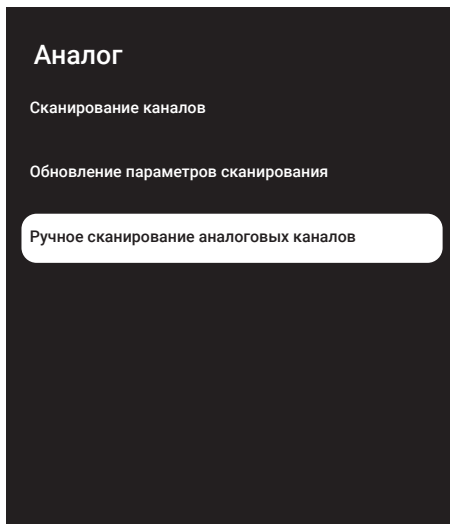 Аналог
Сканирование каналов
Обновление параметров сканирования
Ручное сканирование аналоговых каналов